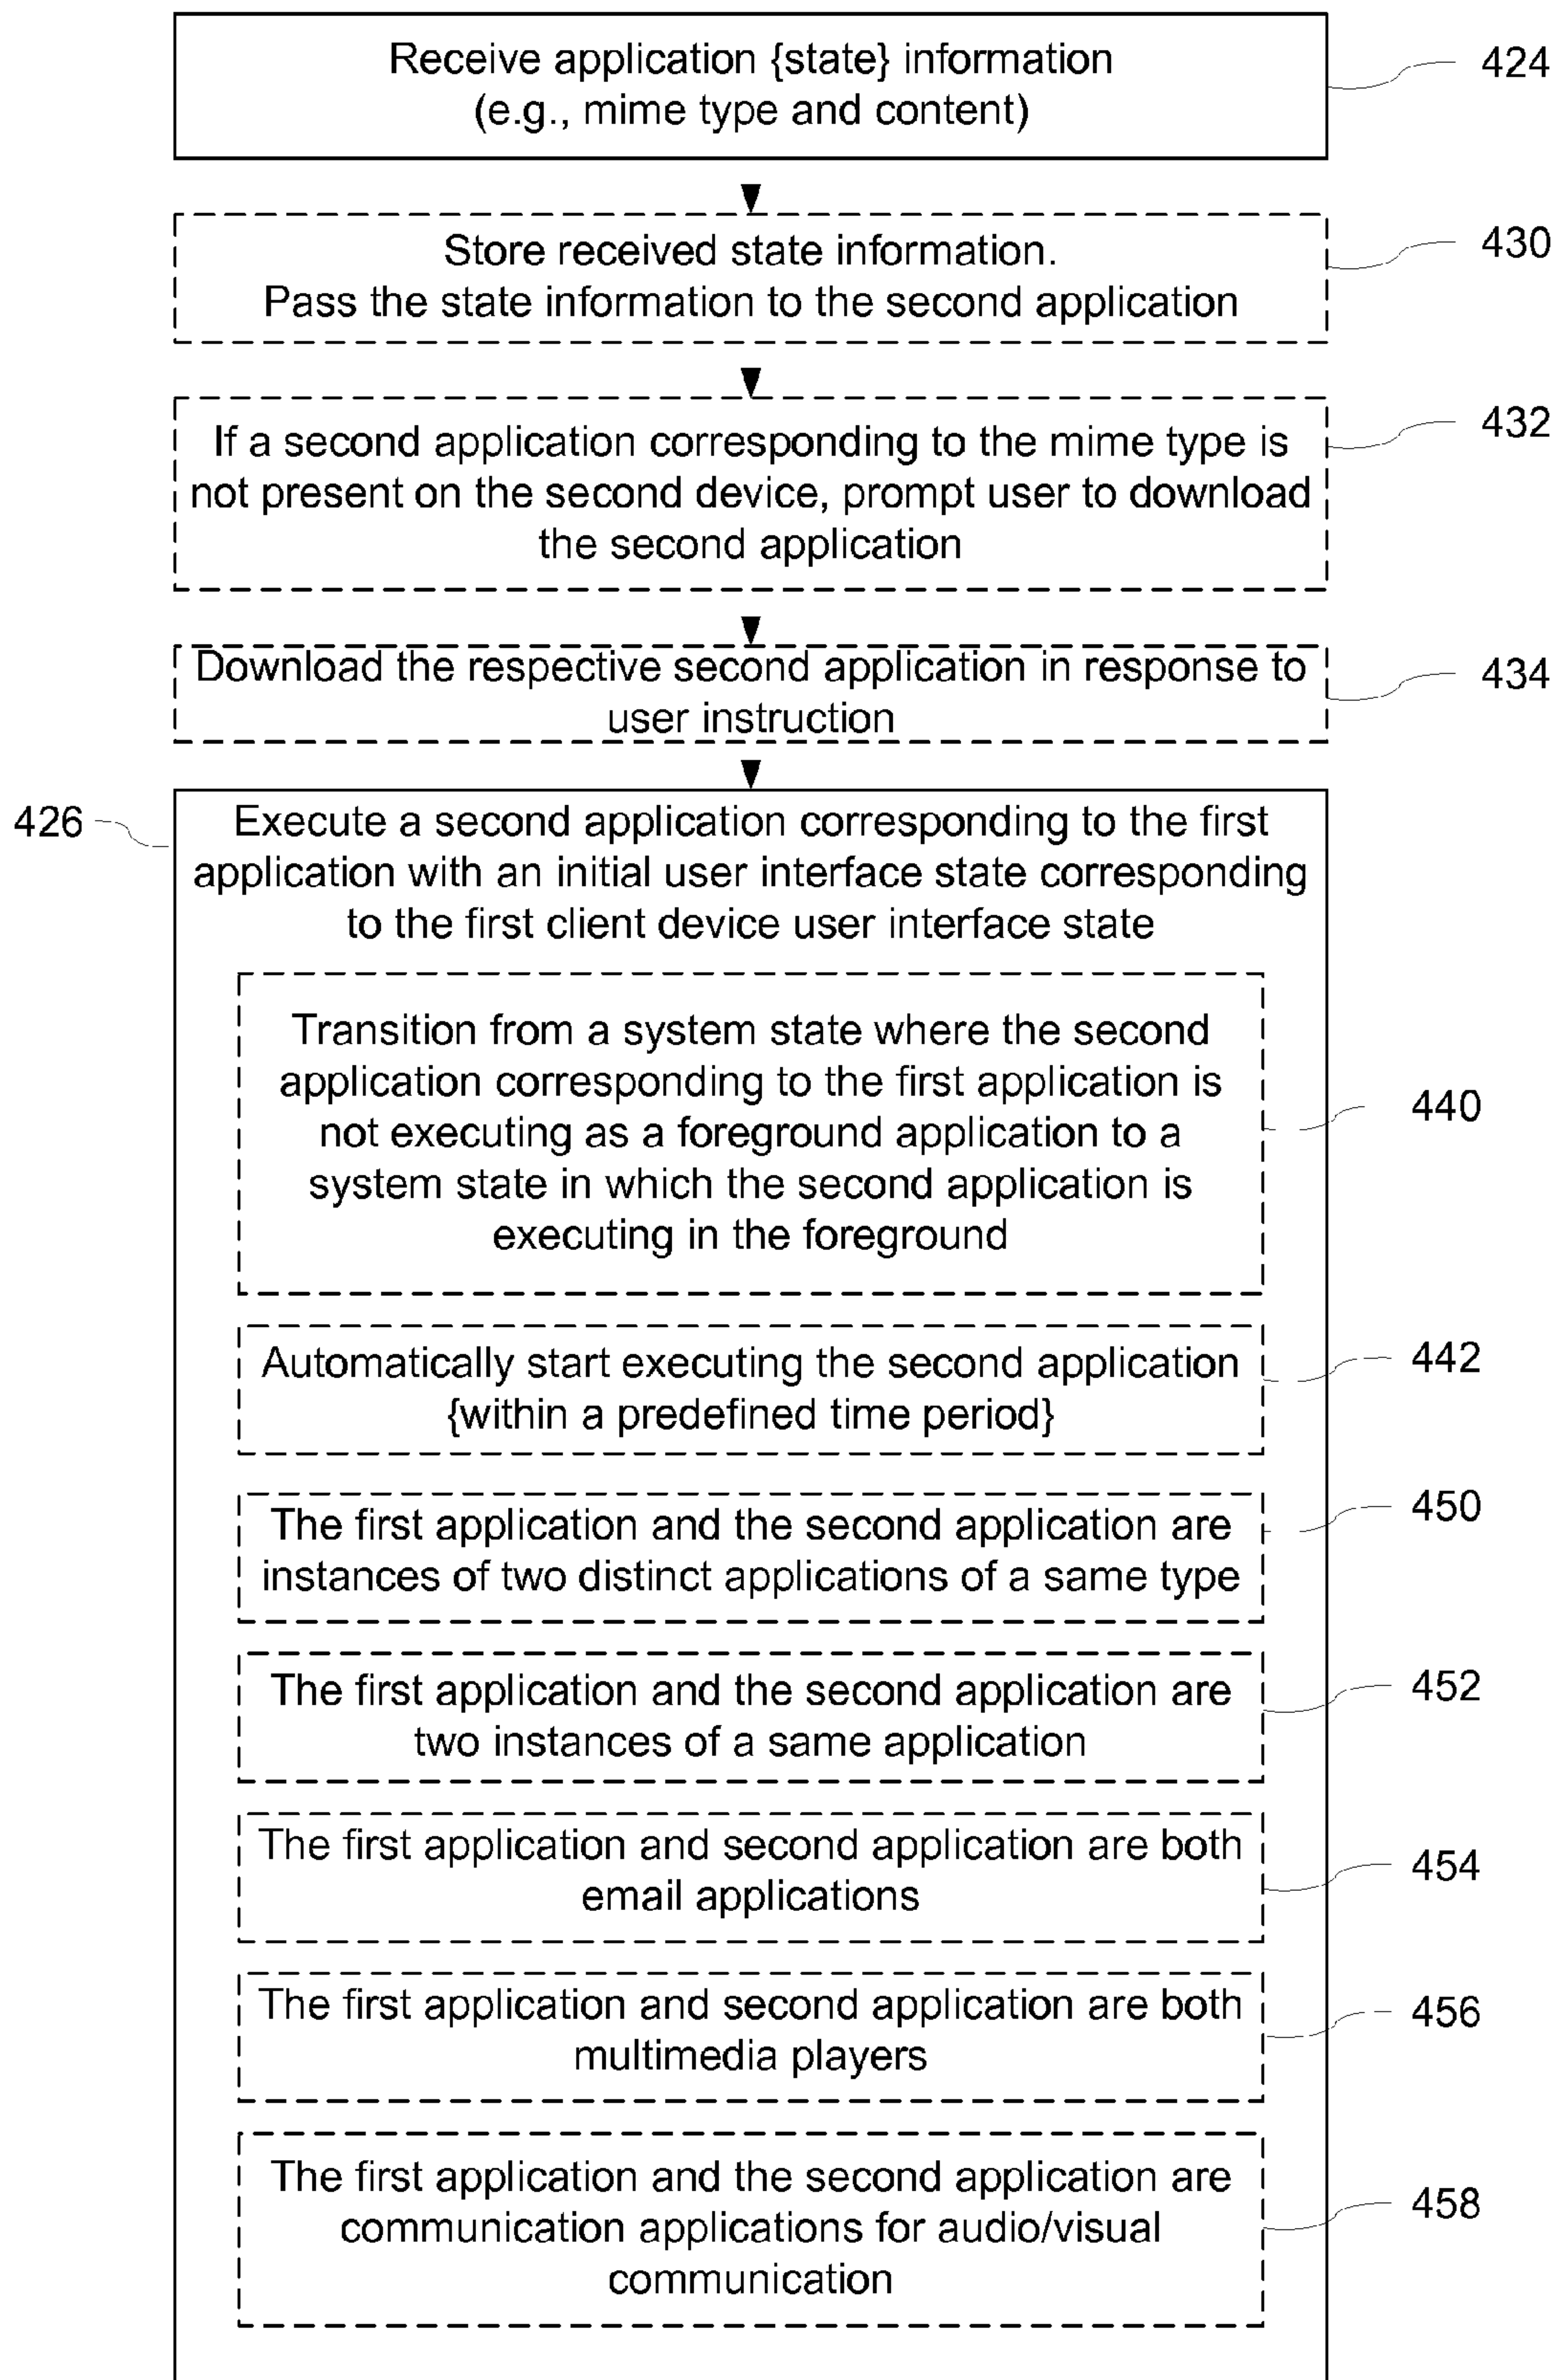 Receive application {state} information
(e.g., mime type and content)
424
Store received state information.
Pass the state information to the second application
430
If a second application corresponding to the mime type is
not present on the second device, prompt user to download
the second application
432
Download the respective second application in response to
user instruction
434
426
Execute a second application corresponding to the first
application with an initial user interface state corresponding
to the first client device user interface state
Transition from a system state where the second
application corresponding to the first application is
not executing as a foreground application to a
system state in which the second application is
executing in the foreground
440
Automatically start executing the second application
{within a predefined time period}
442
The first application and the second application are
instances of two distinct applications of a same type
450
The first application and the second application are
two instances of a same application
452
The first application and second application are both
email applications
454
The first application and second application are both
multimedia players
456
The first application and the second application are
communication applications for audio/visual
communication
458